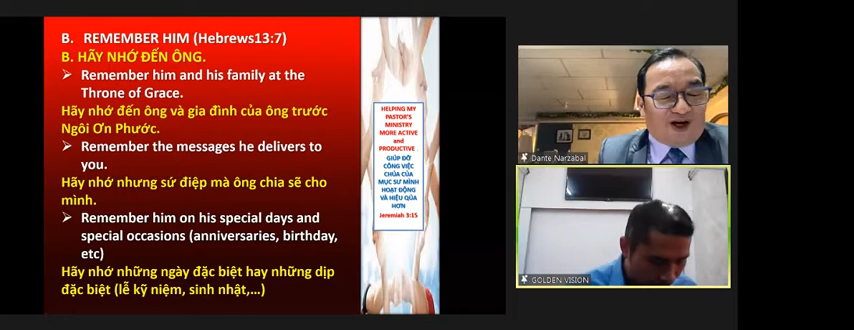 B. REMEMBER HIM (Hebrews13:7)
B. HÃY NHỚ ĐẾN ÔNG.
➢ Remember him and his family at the
Throne of Grace.
Hãy nhớ đến ông và gia đình của ông trước
Ngôi Ơn Phước.
➢ Remember the messages he delivers to
you.
Hãy nhớ nhưng sứ điệp mà ông chia sẽ cho
mình.
➢ Remember him on his special days and
special occasions (anniversaries, birthday,
etc)
Hãy nhớ những ngày đặc biệt hay những dịp
đặc biệt (lễ kỹ niệm, sinh nhật,...)
HELPING MY
PASTOR'S
MINISTRY
MORE ACTIVE
and
PRODUCTIVE.
GIÚP ĐỠ
CÔNG VIỆC
CHÚA CỦA
MỤC SƯ MÌNH
HOẠT ĐỘNG
VÀ HIỆU QỦA
HƠN
Jeremiah 3:15
Dante Narzabal
GOLDEN VISION